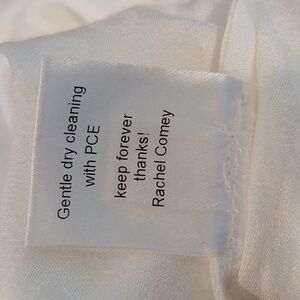 Gentle dry cleaning
with PCE
keep forever
thanks!
Rachel Comey